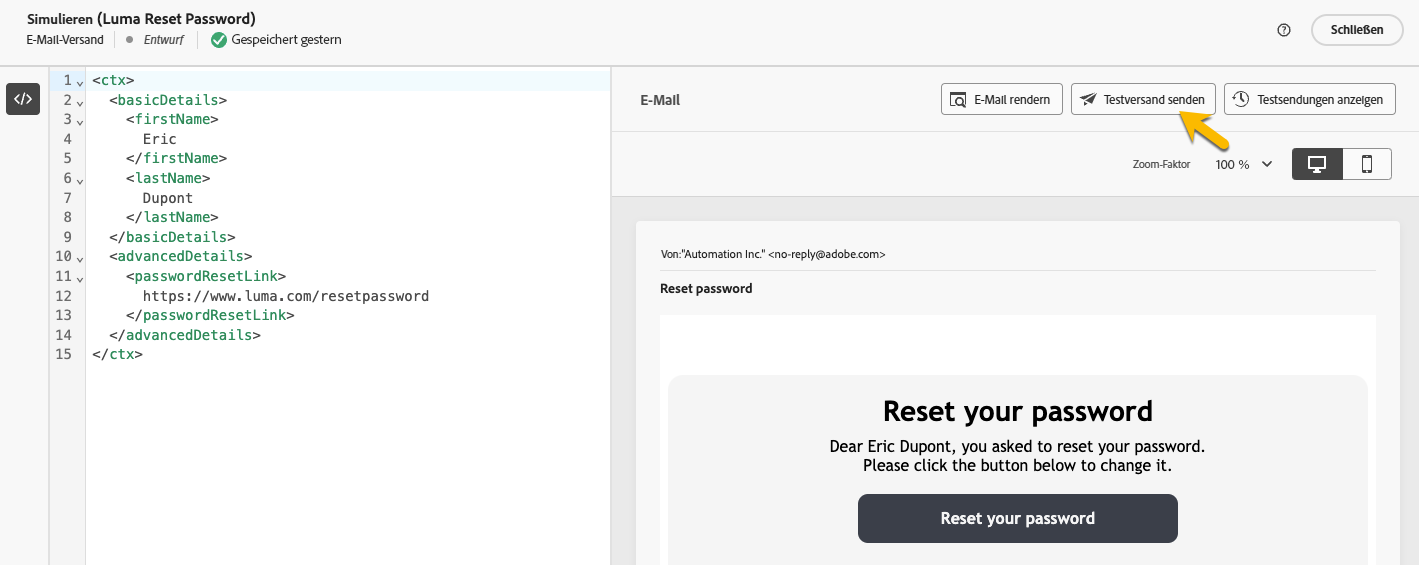 Simulieren (Luma Reset Password)
E-Mail-Versand
Entwurf
Gespeichert gestern
Schließen
1 <ctx>
2 <basicDetails>
3 <firstName>
4 Eric
5 </firstName>
6 <lastName>
7 Dupont
8 </lastName>
9 </basicDetails>
10 <advancedDetails>
11 <passwordResetLink>
12 https://www.luma.com/resetpassword
13 </passwordResetLink>
14 </advancedDetails>
15 </ctx>
E-Mail
E-Mail rendern
Testversand senden
Testsendungen anzeigen
Zoom-Faktor
100 %
Von:"Automation Inc." <no-reply@adobe.com>
Reset password
Reset your password
Dear Eric Dupont, you asked to reset your password.
Please click the button below to change it.
Reset your password